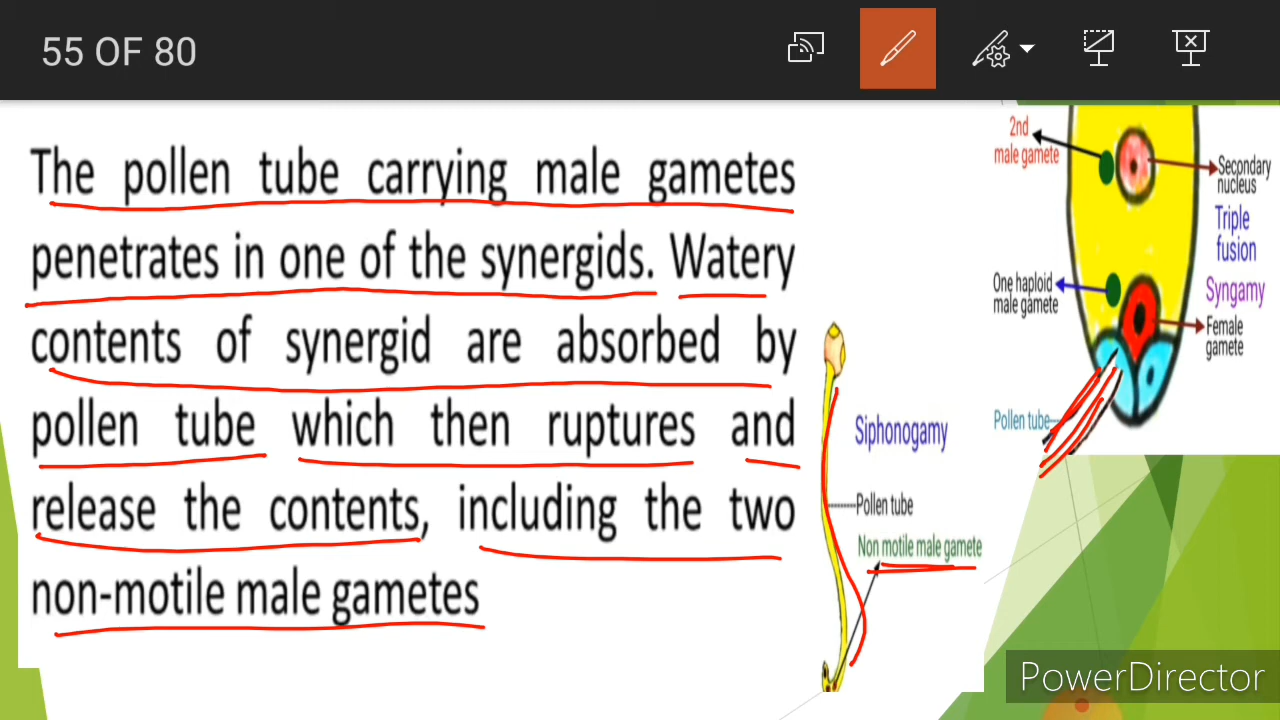 55 OF 80
The pollen tube carrying male gametes
penetrates in one of the synergids. Watery
contents of synergid are absorbed by
pollen tube which then ruptures and
release the contents, including the two
non-motile male gametes
Siphonogamy
Pollen tube
Non motile male gamete
2nd
male gamete
Secondary
nucleus
Triple
fusion
One haploid
male gamete
Syngamy
Female
gamete
Pollen tube
PowerDirector